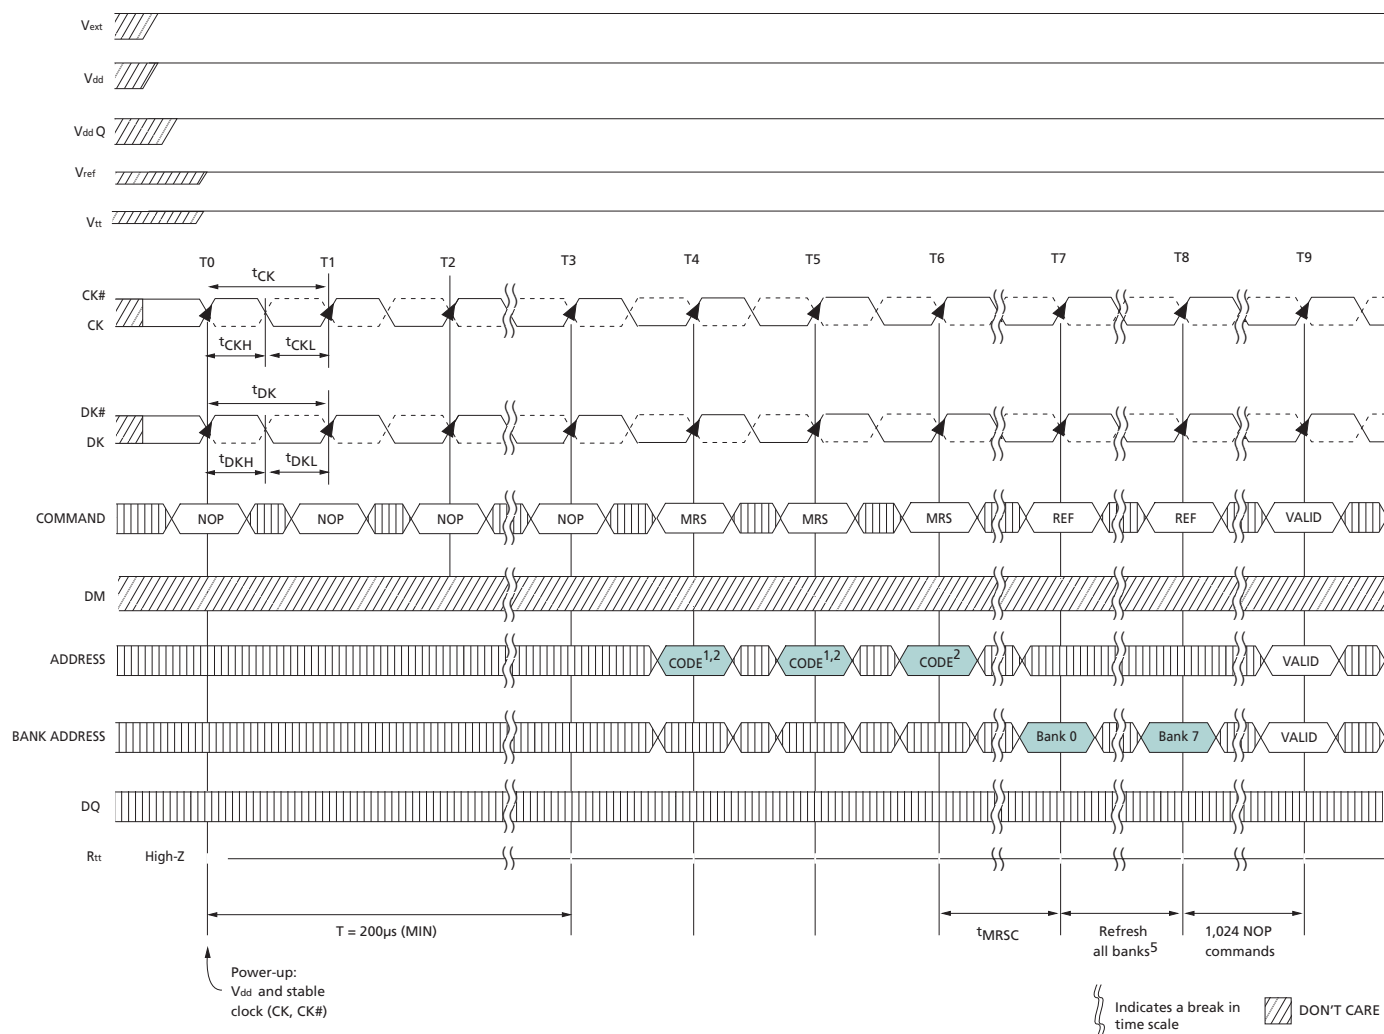 Vext
Vdd
Vdd Q
Vref
Vtt
T0 T1 T2 T3 T4 T5 T6 T7 T8 T9
tCK
CK#
CK
tCKH tCKL
tDK
DK#
DK
tDKH tDKL
COMMAND NOP NOP NOP NOP MRS MRS MRS REF REF VALID
DM
ADDRESS CODE1,2 CODE1,2 CODE2 VALID
BANK ADDRESS Bank 0 Bank 7 VALID
DQ
Rtt High-Z
T = 200µs (MIN) tMRSC Refresh 1,024 NOP
all banks5 commands
Power-up:
Vdd and stable
clock (CK, CK#)
Indicates a break in
time scale
DON'T CARE